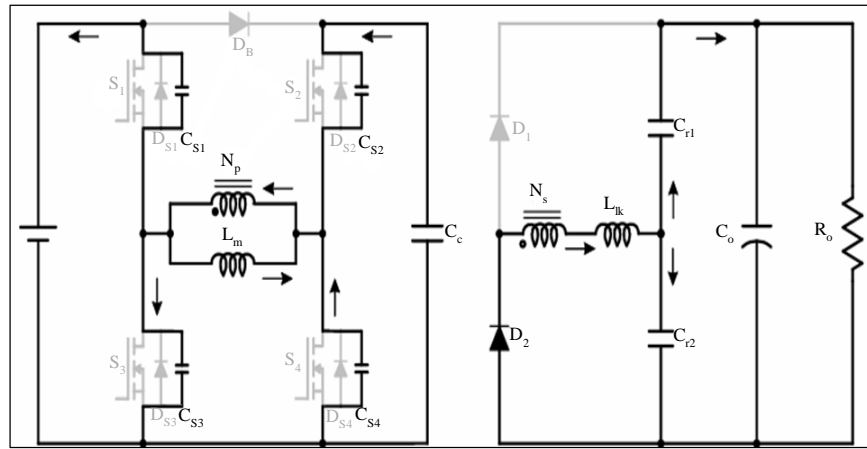 D_B
S_1
D_S1 C_S1
S_2
D_S2 C_S2
N_p
L_m
C_c
S_3
D_S3 C_S3
S_4
D_S4 C_S4
D_1
C_r1
N_s
L_lk
C_o
R_o
D_2
C_r2